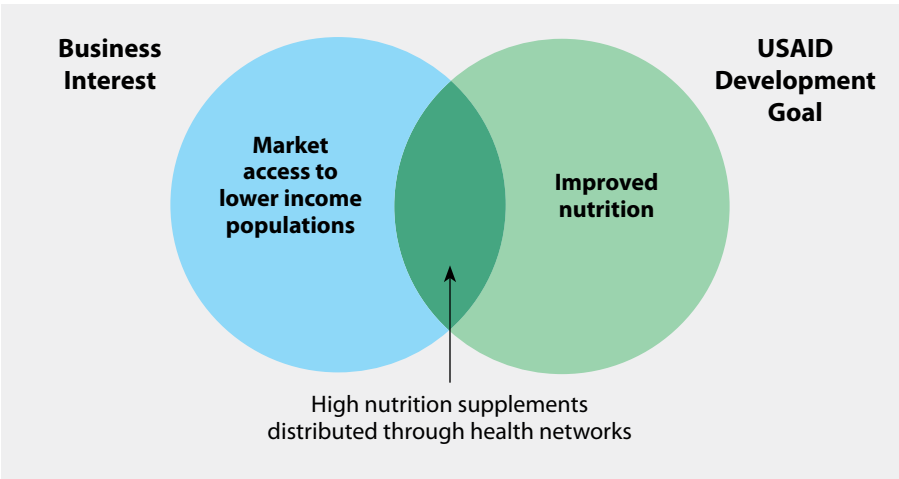 Business
Interest
USAID
Development
Goal
Market
access to
lower income
populations
Improved
nutrition
High nutrition supplements
distributed through health networks